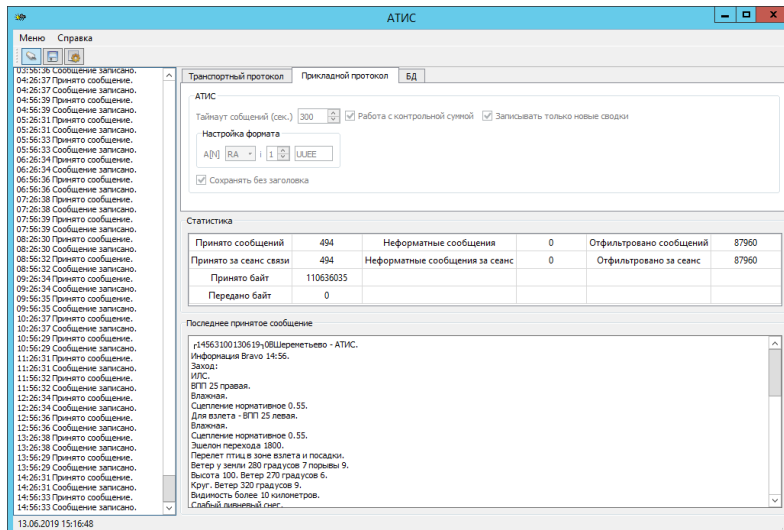 АТИС
Меню Справка
03:56:36 Сообщение записано.
04:26:37 Принято сообщение.
04:26:37 Сообщение записано.
04:56:39 Принято сообщение.
04:56:39 Сообщение записано.
05:26:31 Принято сообщение.
05:26:31 Сообщение записано.
05:56:33 Принято сообщение.
05:56:33 Сообщение записано.
06:26:34 Принято сообщение.
06:26:34 Сообщение записано.
06:56:36 Принято сообщение.
06:56:36 Сообщение записано.
07:26:38 Принято сообщение.
07:26:38 Сообщение записано.
07:56:39 Принято сообщение.
07:56:39 Сообщение записано.
08:26:30 Принято сообщение.
08:26:30 Сообщение записано.
08:56:32 Принято сообщение.
08:56:32 Сообщение записано.
09:26:34 Принято сообщение.
09:26:34 Сообщение записано.
09:56:35 Принято сообщение.
09:56:35 Сообщение записано.
10:26:37 Принято сообщение.
10:26:37 Сообщение записано.
10:56:29 Принято сообщение.
10:56:29 Сообщение записано.
11:26:31 Принято сообщение.
11:26:31 Сообщение записано.
11:56:32 Принято сообщение.
11:56:32 Сообщение записано.
12:26:34 Принято сообщение.
12:26:34 Сообщение записано.
12:56:36 Принято сообщение.
12:56:36 Сообщение записано.
13:26:38 Принято сообщение.
13:26:38 Сообщение записано.
13:56:29 Принято сообщение.
13:56:29 Сообщение записано.
14:26:31 Принято сообщение.
14:26:31 Сообщение записано.
14:56:33 Принято сообщение.
14:56:33 Сообщение записано.
Транспортный протокол Прикладной протокол БД
АТИС
Таймаут собщений (сек.) 300 Работа с контрольной суммой Записывать только новые сводки
Настройка формата
A[N] RA i 1 UUEE
Сохранять без заголовка
Статистика
Принято сообщений 494 Неформатные сообщения 0 Отфильтровано сообщений 87960
Принято за сеанс связи 494 Неформатные сообщения за сеанс 0 Отфильтровано за сеанс 87960
Принято байт 110636035
Передано байт 0
Последнее принятое сообщение
┌14563100130619┐0BШереметьево - АТИС.
Информация Bravo 14:56.
Заход:
ИЛС.
ВПП 25 правая.
Влажная.
Сцепление нормативное 0.55.
Для взлета - ВПП 25 левая.
Влажная.
Сцепление нормативное 0.55.
Эшелон перехода 1800.
Перелет птиц в зоне взлета и посадки.
Ветер у земли 280 градусов 7 порывы 9.
Высота 100. Ветер 270 градусов 6.
Круг. Ветер 320 градусов 9.
Видимость более 10 километров.
Слабый ливневый снег.
13.06.2019 15:16:48